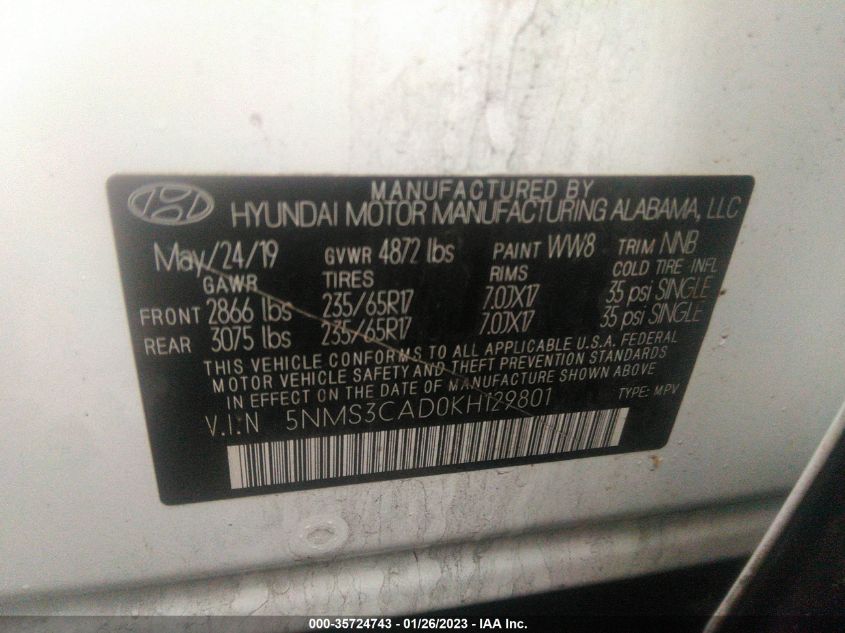 MANUFACTURED BY
HYUNDAI MOTOR MANUFACTURING ALABAMA, LLC
May/24/19 GVWR 4872 lbs PAINT WW8 TRIM NNB
GAWR TIRES RIMS COLD TIRE INFL
FRONT 2866 lbs 235/65R17 7.0JX17 35 psi SINGLE
REAR 3075 lbs 235/65R17 7.0JX17 35 psi SINGLE
THIS VEHICLE CONFORMS TO ALL APPLICABLE U.S.A. FEDERAL
MOTOR VEHICLE SAFETY AND THEFT PREVENTION STANDARDS
IN EFFECT ON THE DATE OF MANUFACTURE SHOWN ABOVE
V.I.N 5NMS3CAD0KH129801 TYPE: MPV
000-35724743 - 01/26/2023 - IAA Inc.